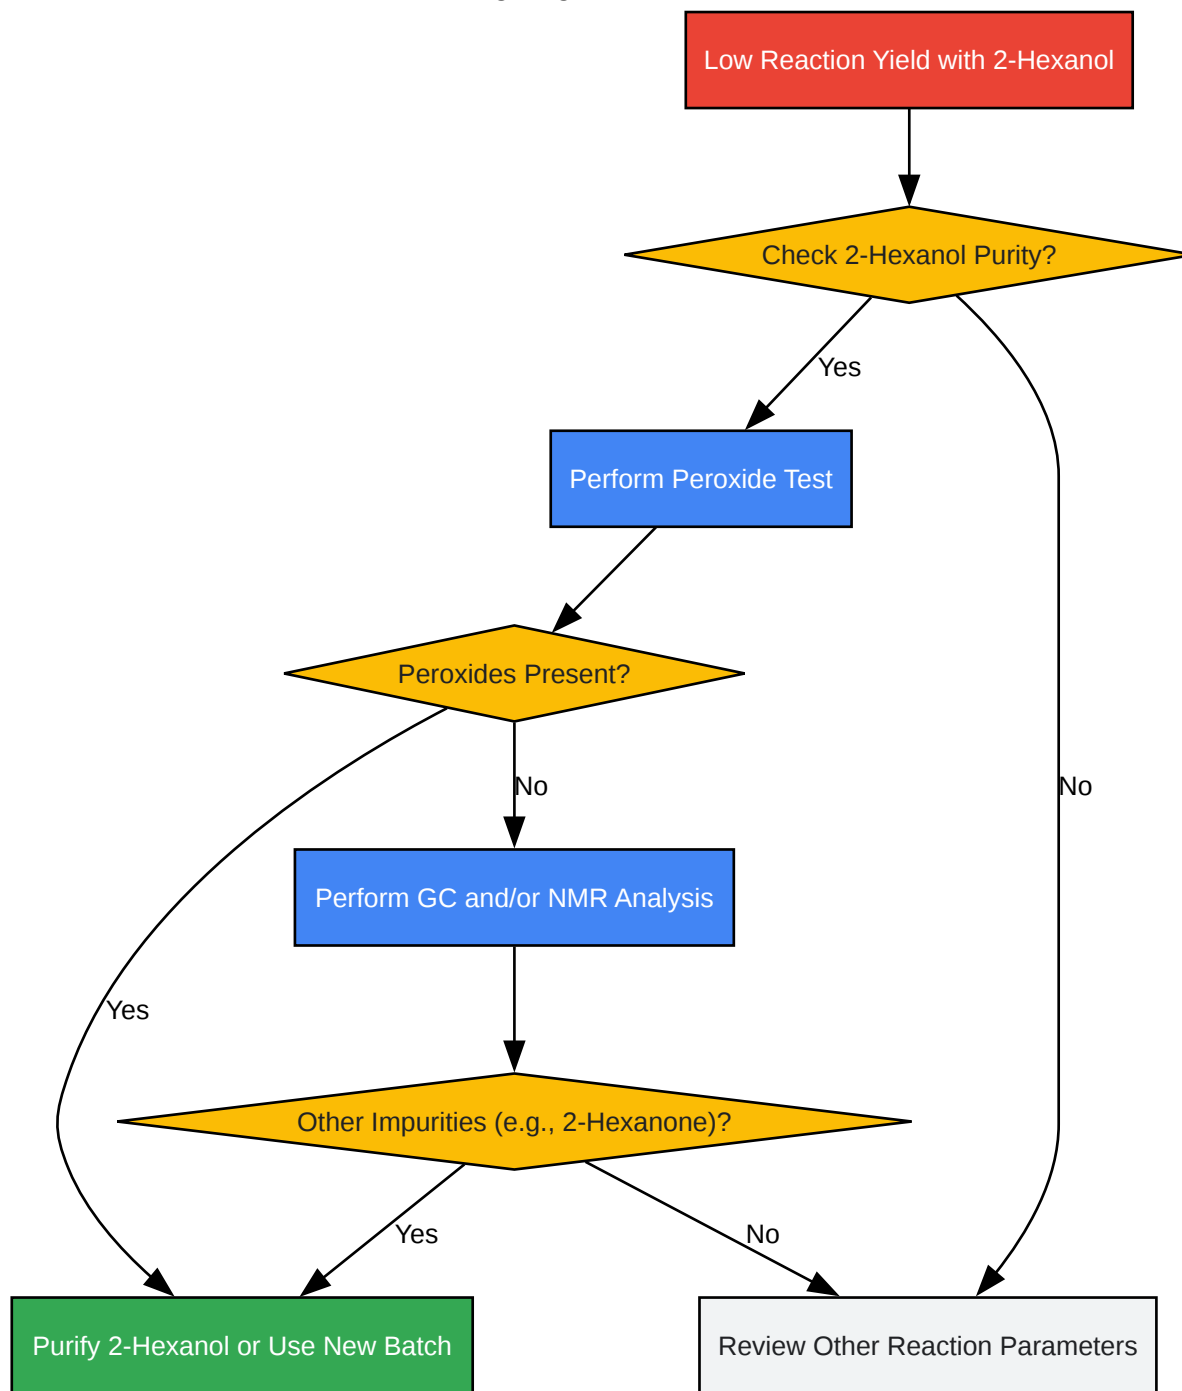 Low Reaction Yield with 2-Hexanol
Check 2-Hexanol Purity?
Yes
Perform Peroxide Test
Peroxides Present?
No
No
Perform GC and/or NMR Analysis
Yes
Other Impurities (e.g., 2-Hexanone)?
Yes
No
Purify 2-Hexanol or Use New Batch
Review Other Reaction Parameters